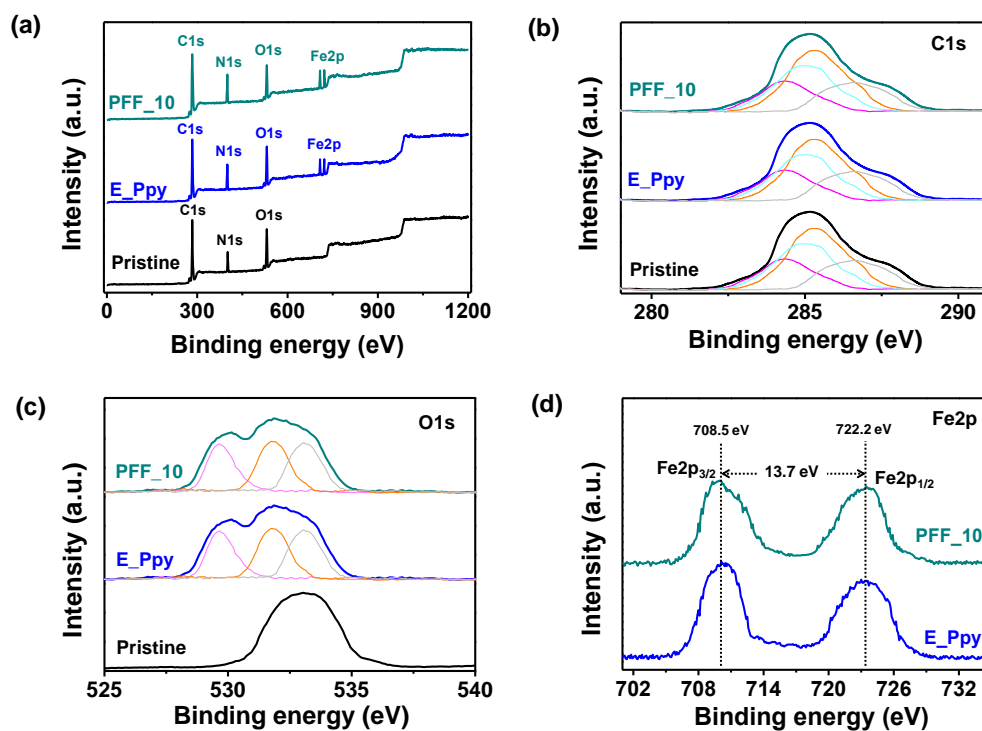 (a)
C1s
N1s
O1s
Fe2p
PFF_10
C1s
N1s
O1s
Fe2p
E_Ppy
C1s
N1s
O1s
Pristine
Intensity (a.u.)
0 300 600 900 1200
Binding energy (eV)
(b)
C1s
PFF_10
E_Ppy
Pristine
Intensity (a.u.)
280 285 290
Binding energy (eV)
(c)
O1s
PFF_10
E_Ppy
Pristine
Intensity (a.u.)
525 530 535 540
Binding energy (eV)
(d)
Fe2p
708.5 eV 722.2 eV
Fe2p3/2 13.7 eV Fe2p1/2
PFF_10
E_Ppy
Intensity (a.u.)
702 708 714 720 726 732
Binding energy (eV)